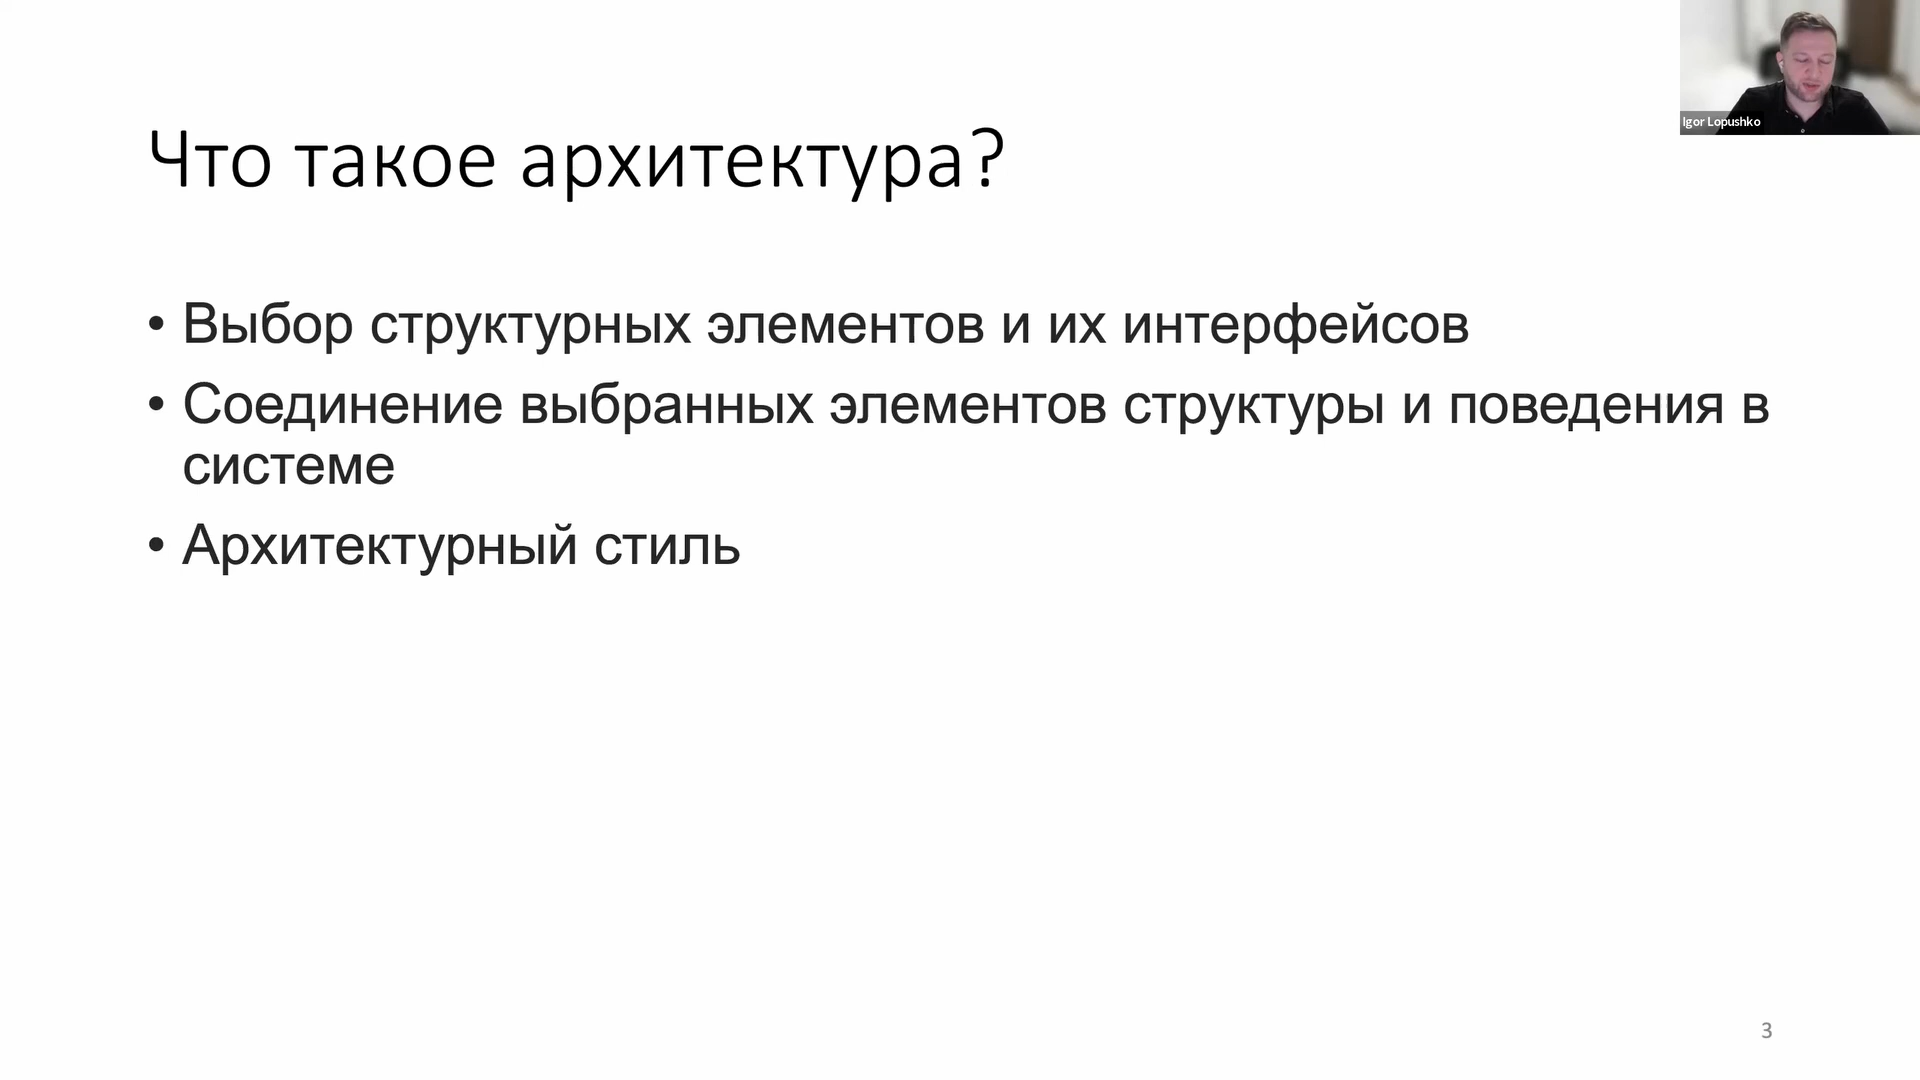 Igor Lopushko
Что такое архитектура?
• Выбор структурных элементов и их интерфейсов
• Соединение выбранных элементов структуры и поведения в
системе
• Архитектурный стиль
3